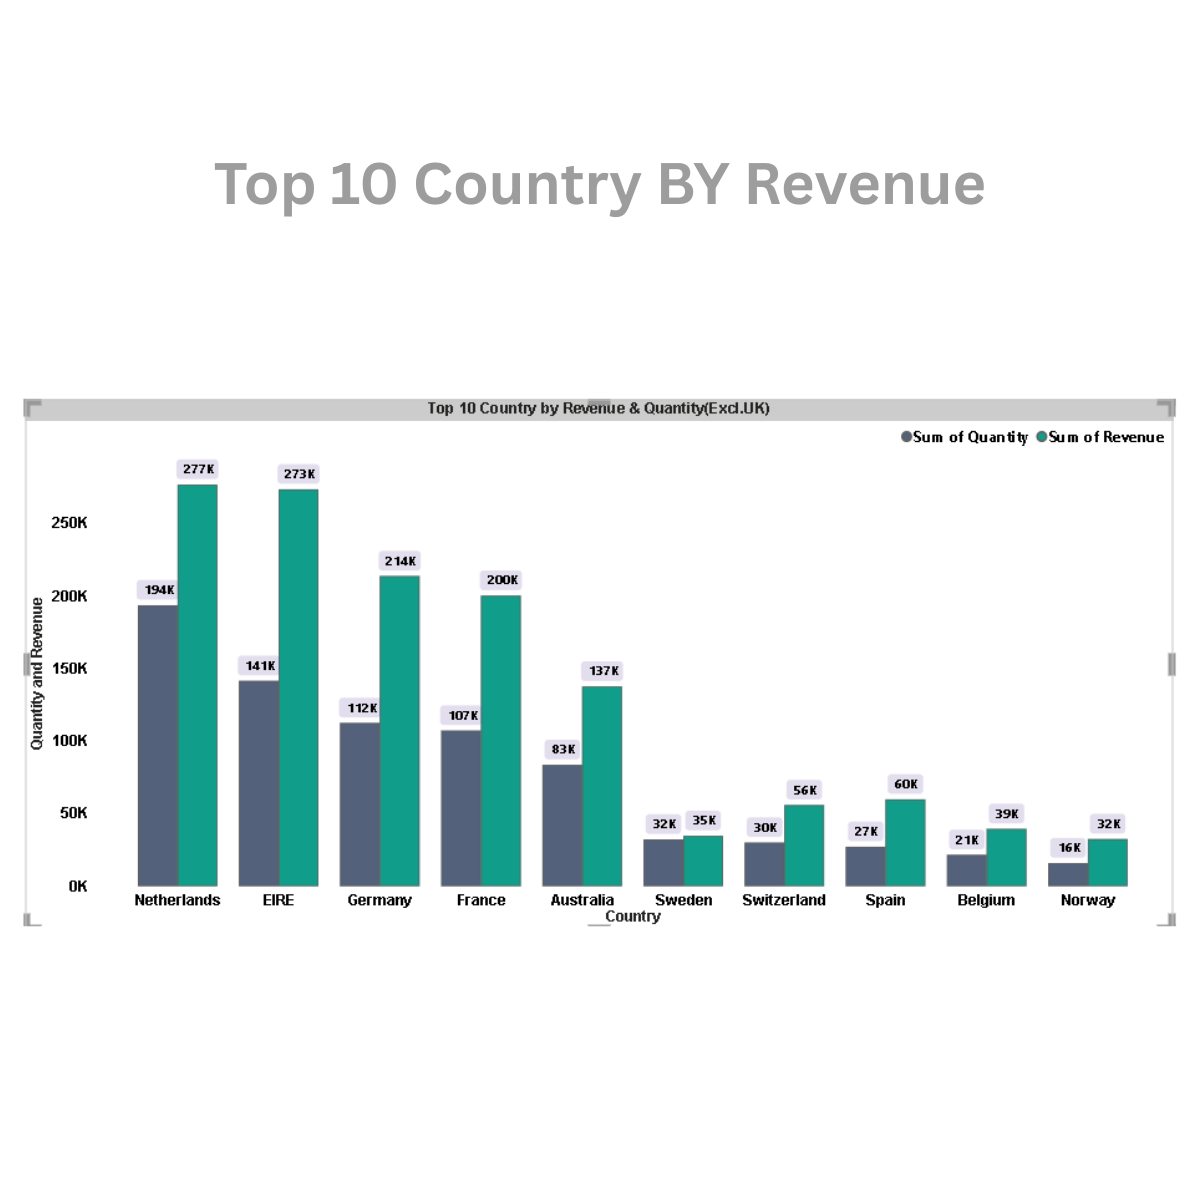 Top 10 Country BY Revenue
Top 10 Country by Revenue & Quantity(Excl.UK)
Sum of Quantity Sum of Revenue
277K 273K
250K
214K
194K 200K
200K
150K 141K 137K
112K 107K
100K
83K
56K 60K
50K 32K 35K 30K 27K 39K 32K
21K 16K
0K
Netherlands EIRE Germany France Australia Sweden Switzerland Spain Belgium Norway
Country
Quantity and Revenue